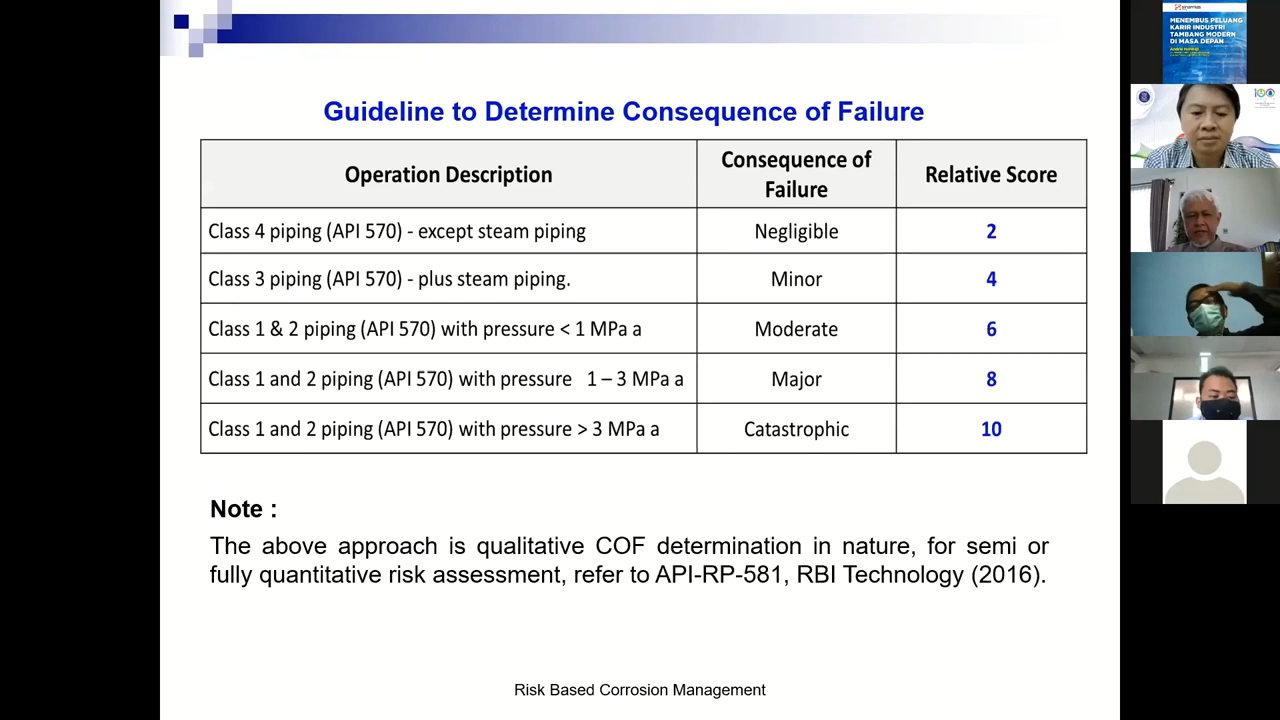 Guideline to Determine Consequence of Failure
Operation Description
Consequence of
Failure
Relative Score
Class 4 piping (API 570) - except steam piping
Negligible
2
Class 3 piping (API 570) - plus steam piping.
Minor
4
Class 1 & 2 piping (API 570) with pressure < 1 MPa a
Moderate
6
Class 1 and 2 piping (API 570) with pressure 1 – 3 MPa a
Major
8
Class 1 and 2 piping (API 570) with pressure > 3 MPa a
Catastrophic
10
Note :
The above approach is qualitative COF determination in nature, for semi or
fully quantitative risk assessment, refer to API-RP-581, RBI Technology (2016).
Risk Based Corrosion Management
MENEMBUS PELUANG
KARIR INDUSTRI
TAMBANG MODERN
DI MASA DEPAN